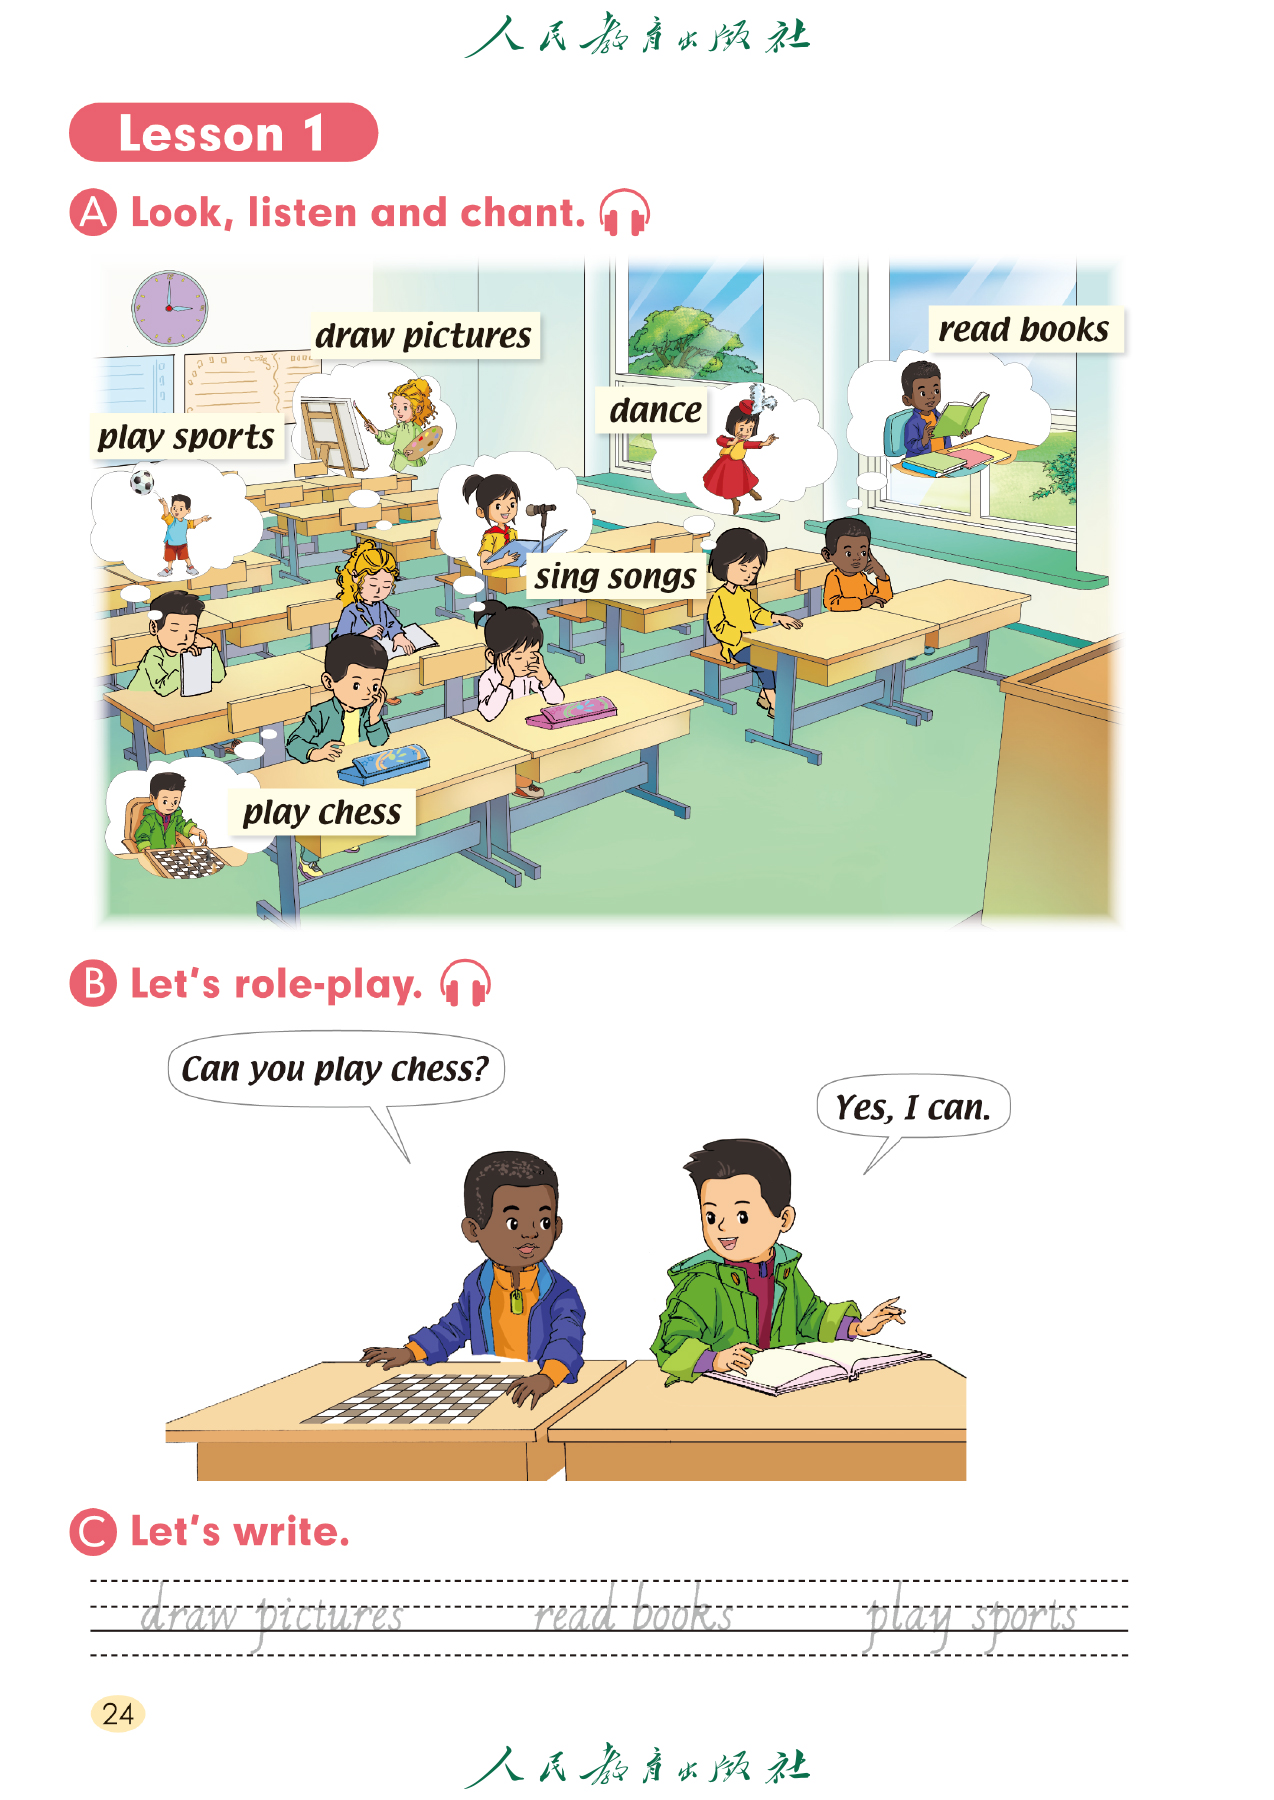 人民教育出版社
Lesson 1
A Look, listen and chant.
draw pictures
read books
dance
play sports
sing songs
play chess
B Let's role-play.
Can you play chess?
Yes, I can.
C Let's write.
draw pictures read books play sports
24
人民教育出版社